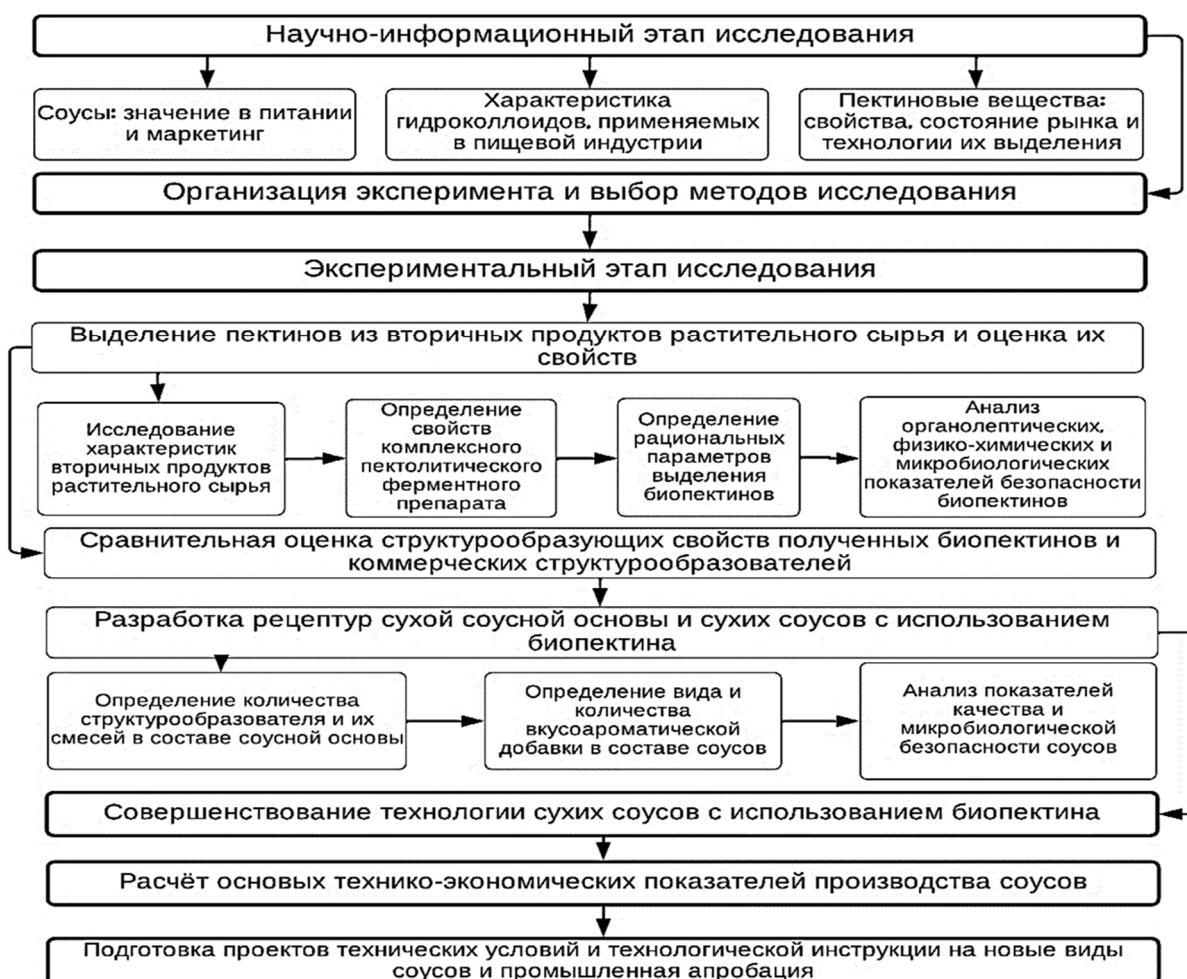 Научно-информационный этап исследования
Соусы: значение в питании
и маркетинг
Характеристика
гидроколлоидов, применяемых
в пищевой индустрии
Пектиновые вещества:
свойства, состояние рынка и
технологии их выделения
Организация эксперимента и выбор методов исследования
Экспериментальный этап исследования
Выделение пектинов из вторичных продуктов растительного сырья и оценка их
свойств
Исследование
характеристик
вторичных продуктов
растительного сырья
Определение
свойств
комплексного
пектолитического
ферментного
препарата
Определение
рациональных
параметров
выделения
биопектинов
Анализ
органолептических,
физико-химических и
микробиологических
показателей безопасности
биопектинов
Сравнительная оценка структурообразующих свойств полученных биопектинов и
коммерческих структурообразователей
Разработка рецептур сухой соусной основы и сухих соусов с использованием
биопектина
Определение количества
структурообразователя и их
смесей в составе соусной основы
Определение вида и
количества
вкусоароматической
добавки в составе соусов
Анализ показателей
качества и
микробиологической
безопасности соусов
Совершенствование технологии сухих соусов с использованием биопектина
Расчёт основых технико-экономических показателей производства соусов
Подготовка проектов технических условий и технологической инструкции на новые виды
соусов и промышленная апробация